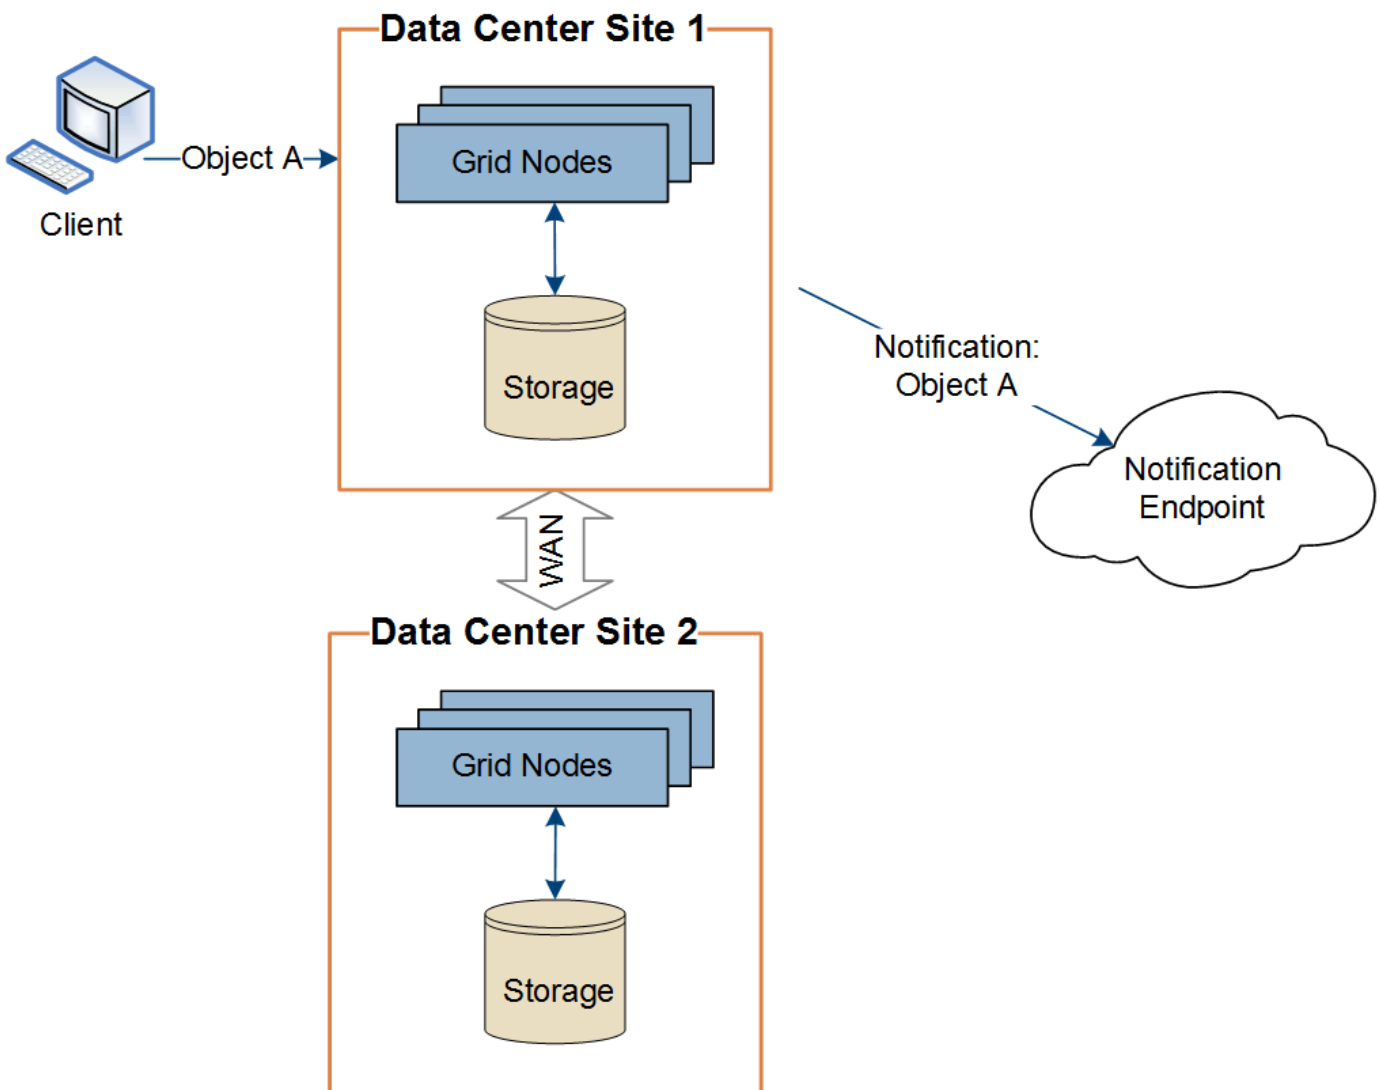 Data Center Site 1
Grid Nodes
Object A
Client
Storage
Notification:
Object A
Notification
Endpoint
WAN
Data Center Site 2
Grid Nodes
Storage